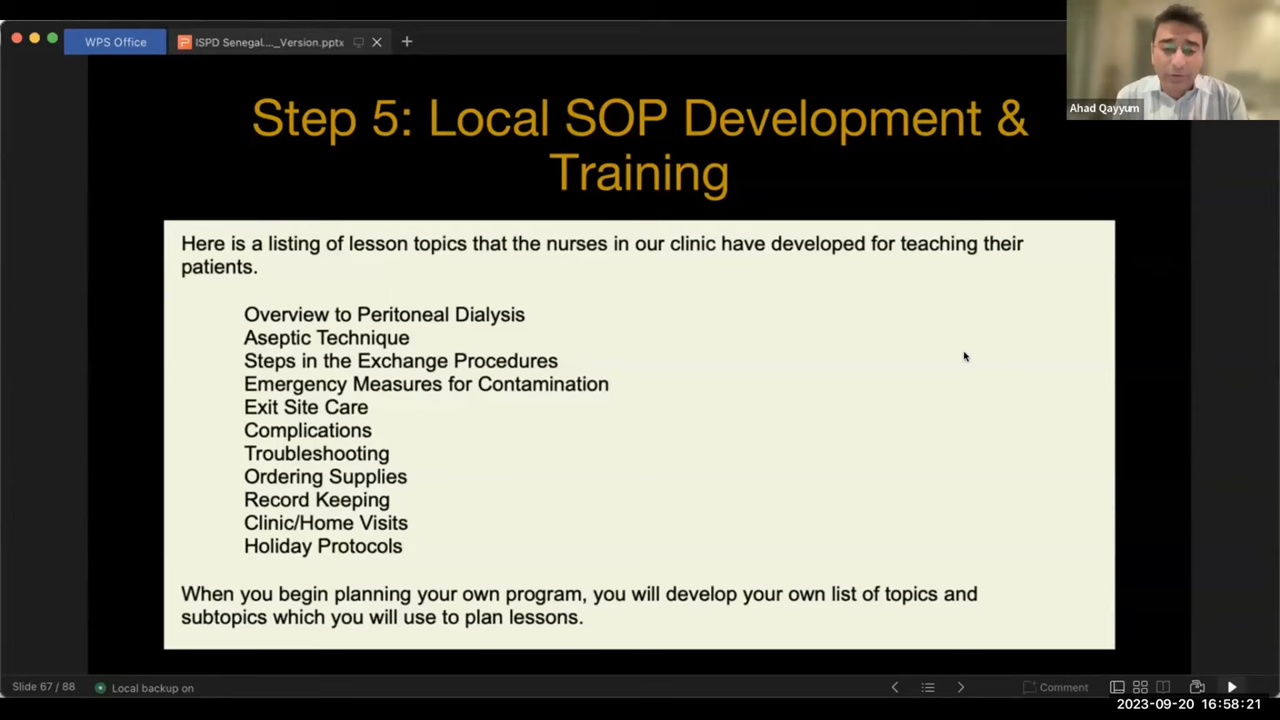 WPS Office
ISPD Senegal...._Version.pptx
Ahad Qayyum
Step 5: Local SOP Development &
Training
Here is a listing of lesson topics that the nurses in our clinic have developed for teaching their
patients.
Overview to Peritoneal Dialysis
Aseptic Technique
Steps in the Exchange Procedures
Emergency Measures for Contamination
Exit Site Care
Complications
Troubleshooting
Ordering Supplies
Record Keeping
Clinic/Home Visits
Holiday Protocols
When you begin planning your own program, you will develop your own list of topics and
subtopics which you will use to plan lessons.
Slide 67 / 88
Local backup on
Comment
2023-09-20 16:58:21